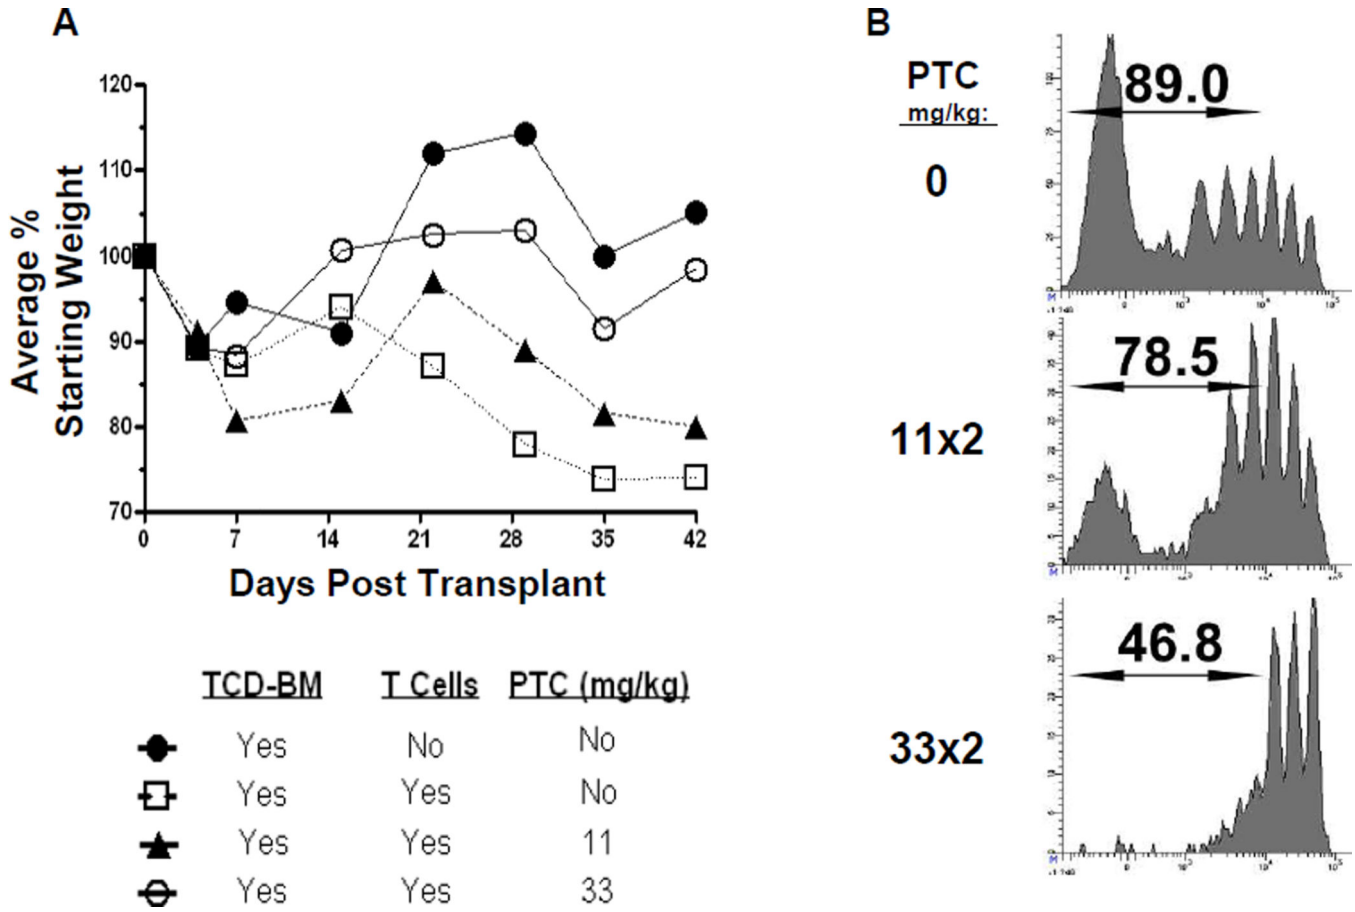 A
Average %
Starting Weight
120
110
100
90
80
70
0 7 14 21 28 35 42
Days Post Transplant
TCD-BM T Cells PTC (mg/kg)
Yes No No
Yes Yes No
Yes Yes 11
Yes Yes 33
B
PTC
mg/kg:
0
89.0
11x2
78.5
33x2
46.8